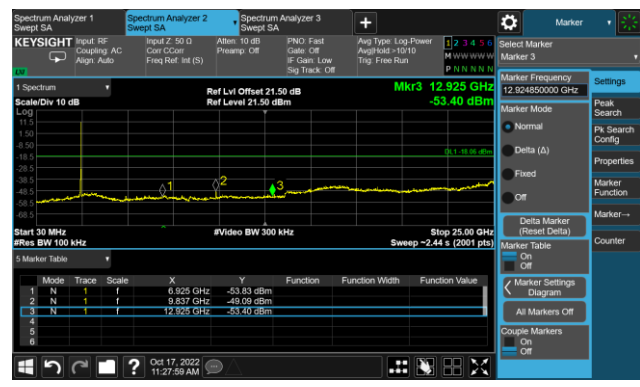 Spectrum Analyzer 1
Swept SA
Spectrum Analyzer 2
Swept SA
Spectrum Analyzer 3
Swept SA
Marker
KEYSIGHT
Input: RF
Coupling: AC
Align: Auto
Input Z: 50 Ω
Corr CCorr
Freq Ref: Int (S)
Atten: 10 dB
Preamp: Off
PNO: Fast
Gate: Off
IF Gain: Low
Sig Track: Off
Avg Type: Log-Power
Avg|Hold:>10/10
Trig: Free Run
1 2 3 4 5 6
M W W W W W
P N N N N N
LXI
Select Marker
Marker 3
1 Spectrum
Scale/Div 10 dB
Log
Ref Lvl Offset 21.50 dB
Ref Level 21.50 dBm
Mkr3 12.925 GHz
-53.40 dBm
11.5
1.50
-8.50
-18.5
-28.5
-38.5
-48.5
-58.5
-68.5
1
2
3
Start 30 MHz
#Res BW 100 kHz
#Video BW 300 kHz
Stop 25.00 GHz
Sweep ~2.44 s (2001 pts)
5 Marker Table
Mode Trace Scale X Y Function Function Width Function Value
1 N 1 f 6.925 GHz -53.83 dBm
2 N 1 f 9.837 GHz -49.09 dBm
3 N 1 f 12.925 GHz -53.40 dBm
4
5
6
Marker Frequency
12.924850000 GHz
Marker Mode
Normal
Delta (Δ)
Fixed
Off
Delta Marker
(Reset Delta)
Marker Table
On
Off
Marker Settings
Diagram
All Markers Off
Couple Markers
On
Off
Settings
Peak
Search
Pk Search
Config
Properties
Marker
Function
Marker→
Counter
?
Oct 17, 2022
11:27:59 AM